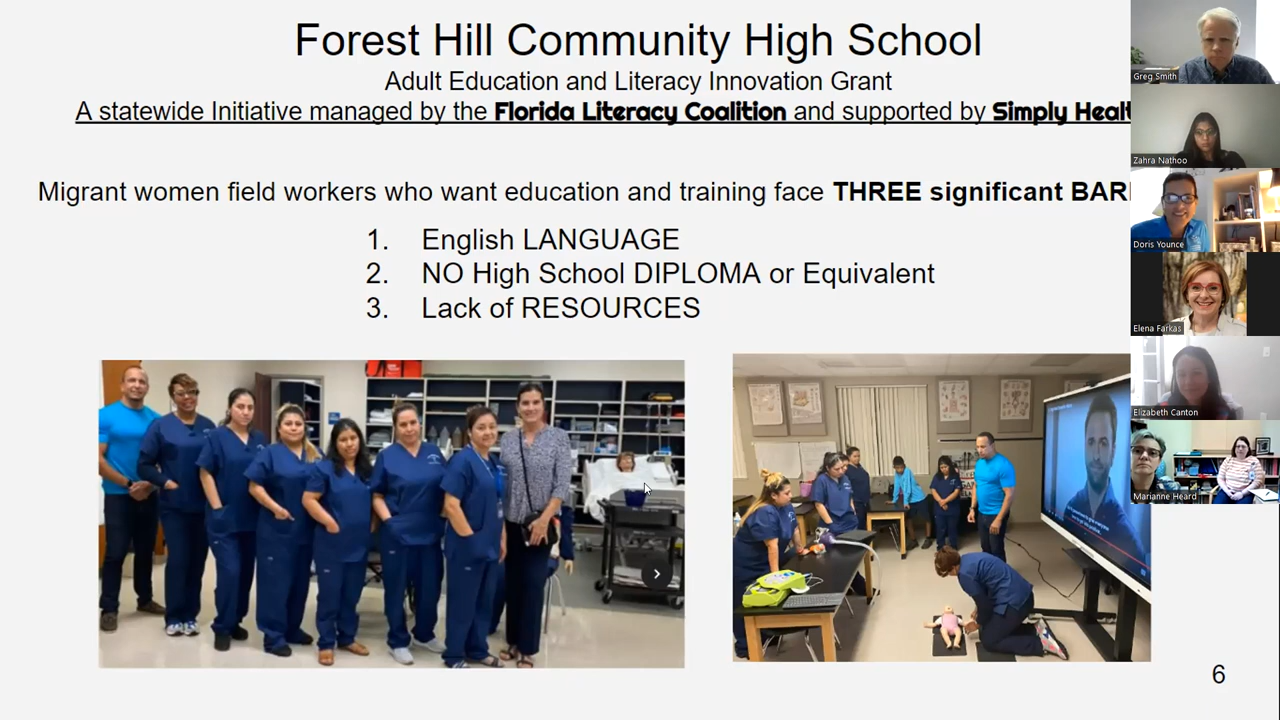 Forest Hill Community High School
Adult Education and Literacy Innovation Grant
A statewide Initiative managed by the Florida Literacy Coalition and supported by Simply Healt
Migrant women field workers who want education and training face THREE significant BARI
1. English LANGUAGE
2. NO High School DIPLOMA or Equivalent
3. Lack of RESOURCES
6
Greg Smith
Zahra Nathoo
Doris Younce
Elena Farkas
Elizabeth Canton
Marianne Heard